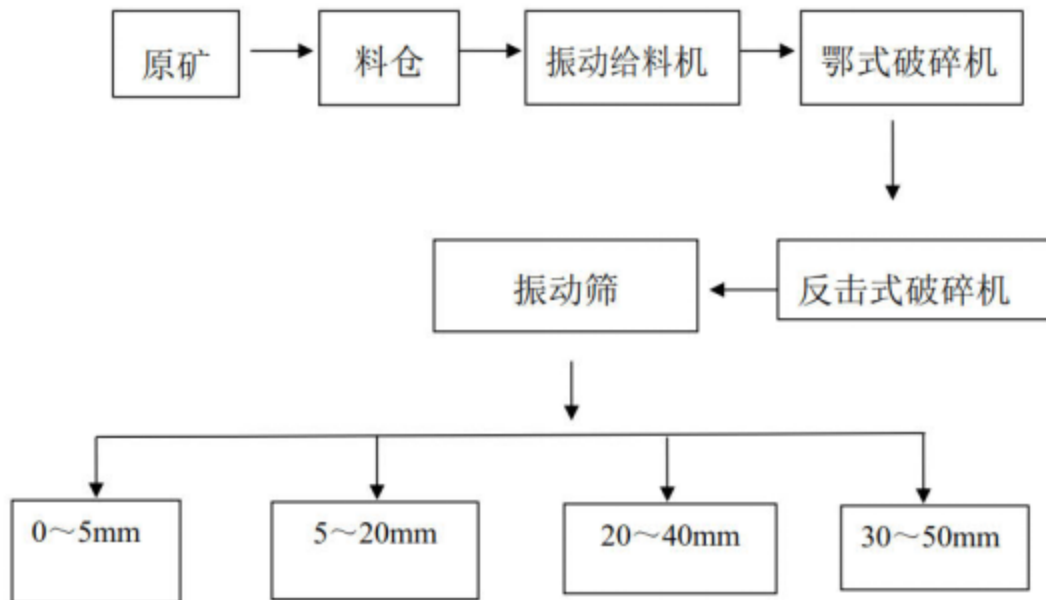 原矿
料仓
振动给料机
鄂式破碎机
振动筛
反击式破碎机
0～5mm
5～20mm
20～40mm
30～50mm